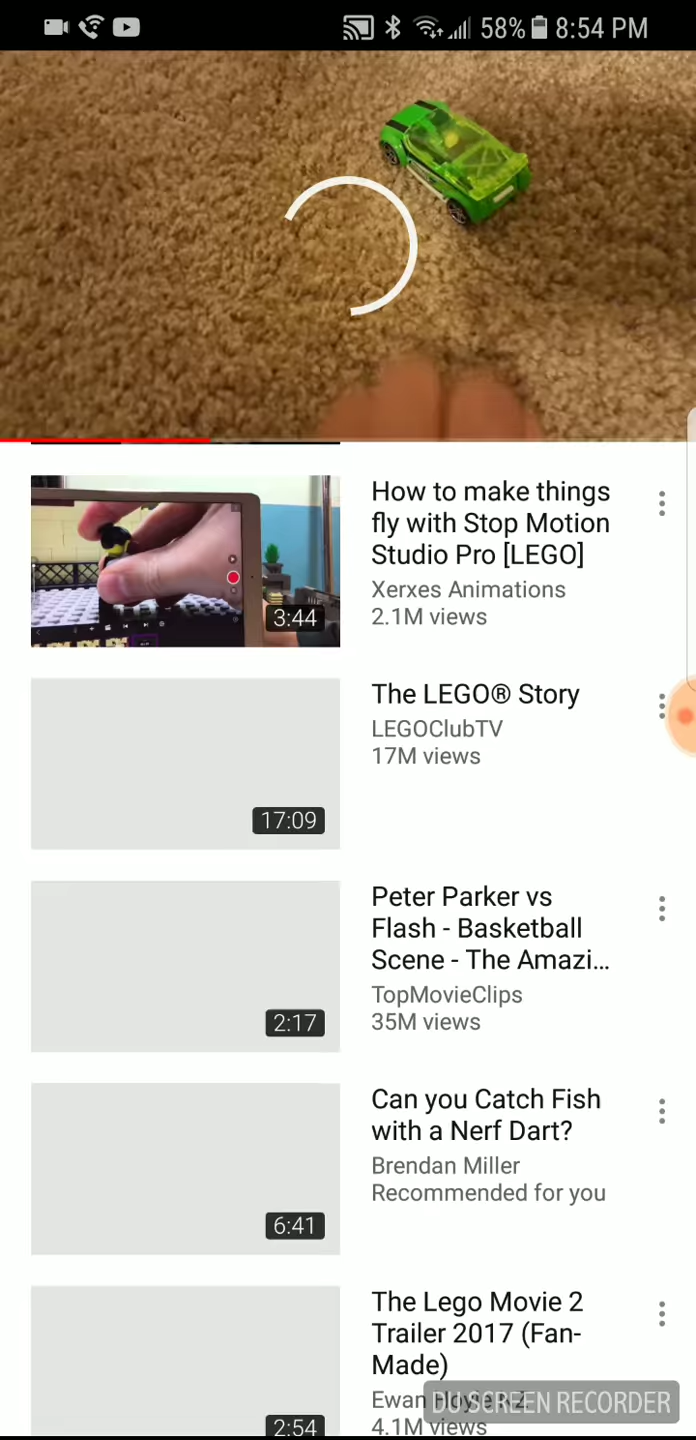 58% 8:54 PM
How to make things
fly with Stop Motion
Studio Pro [LEGO]
Xerxes Animations
2.1M views
3:44
The LEGO® Story
LEGOClubTV
17M views
17:09
Peter Parker vs
Flash - Basketball
Scene - The Amazi...
TopMovieClips
35M views
2:17
Can you Catch Fish
with a Nerf Dart?
Brendan Miller
Recommended for you
6:41
The Lego Movie 2
Trailer 2017 (Fan-
Made)
Ewan
DU SCREEN RECORDER
4.1M views
2:54